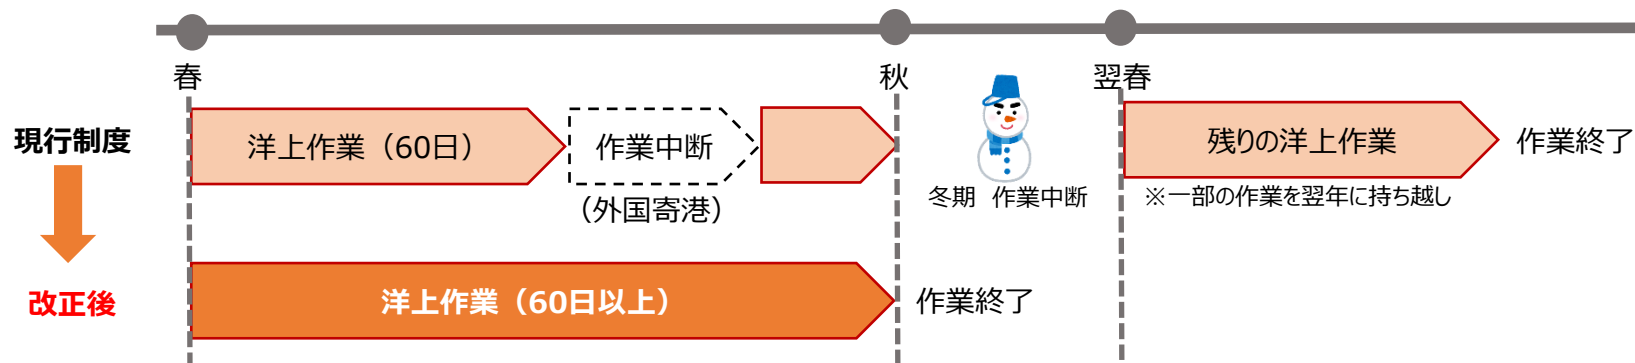 春
秋
翌春
現行制度
洋上作業（60日）
作業中断
（外国寄港）
冬期　作業中断
残りの洋上作業
※一部の作業を翌年に持ち越し
作業終了
改正後
洋上作業（60日以上）
作業終了